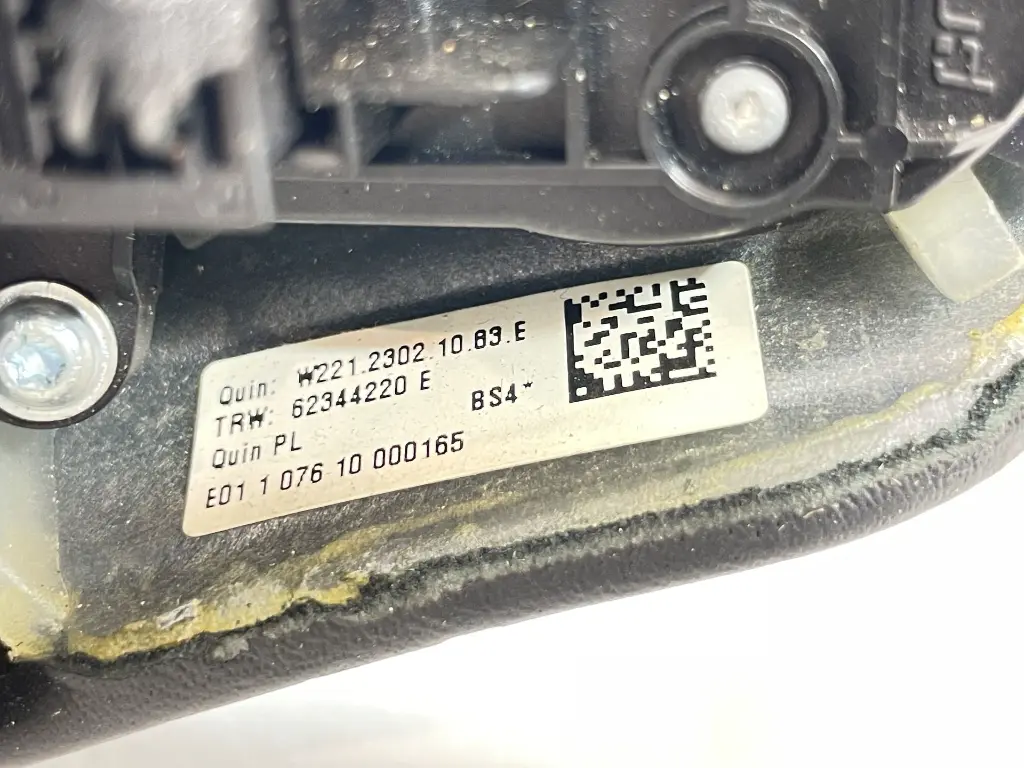 Quin: W221.2302.10.83.E
TRW: 62344220 E
BS4*
Quin PL
E01 1 076 10 000165